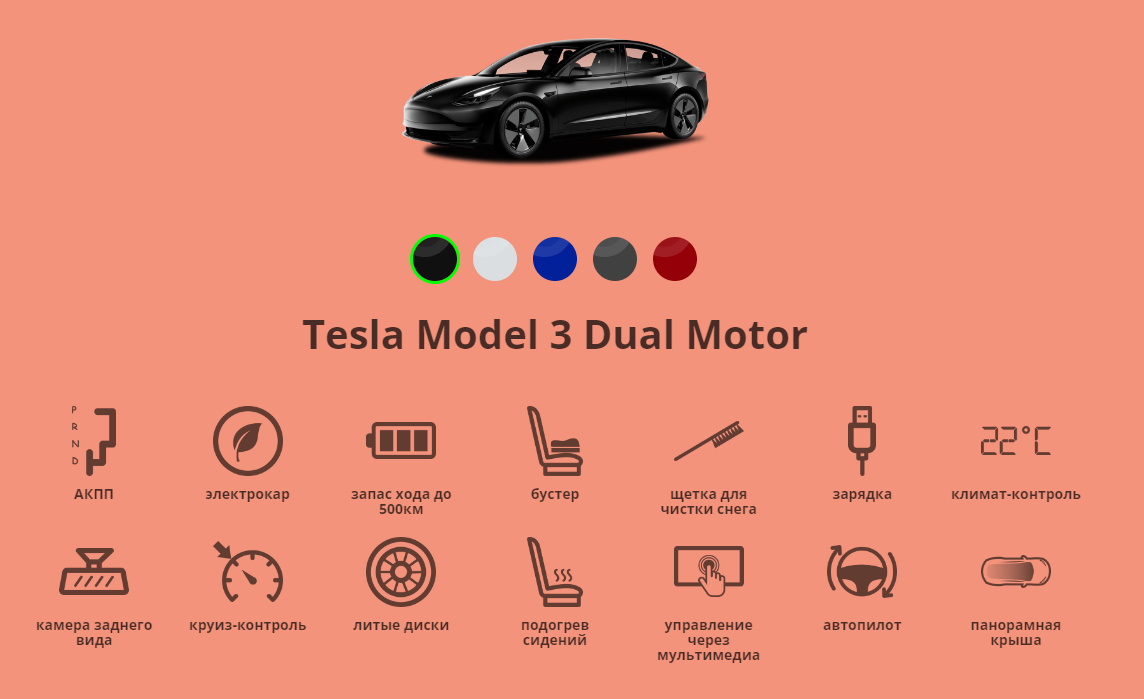 Tesla Model 3 Dual Motor
P
R
N
D
22°C
АКПП
электрокар
запас хода до
500км
бустер
щетка для
чистки снега
зарядка
климат-контроль
камера заднего
вида
круиз-контроль
литые диски
подогрев
сидений
управление
через
мультимедиа
автопилот
панорамная
крыша